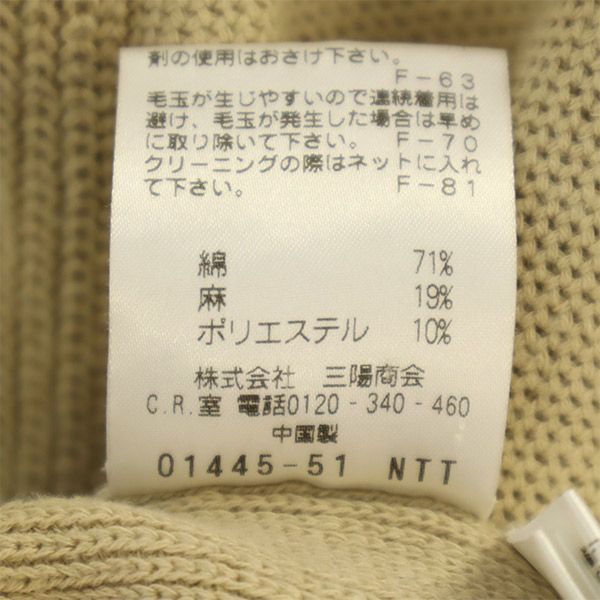 剤の使用はおさけ下さい。
F-63
毛玉が生じやすいので連続着用は
避け、毛玉が発生した場合は早め
に取り除いて下さい。 F-70
クリーニングの際はネットに入れ
て下さい。 F-81
綿 71%
麻 19%
ポリエステル 10%
株式会社 三陽商会
C.R.室 電話0120-340-460
中国製
01445-51 NTT